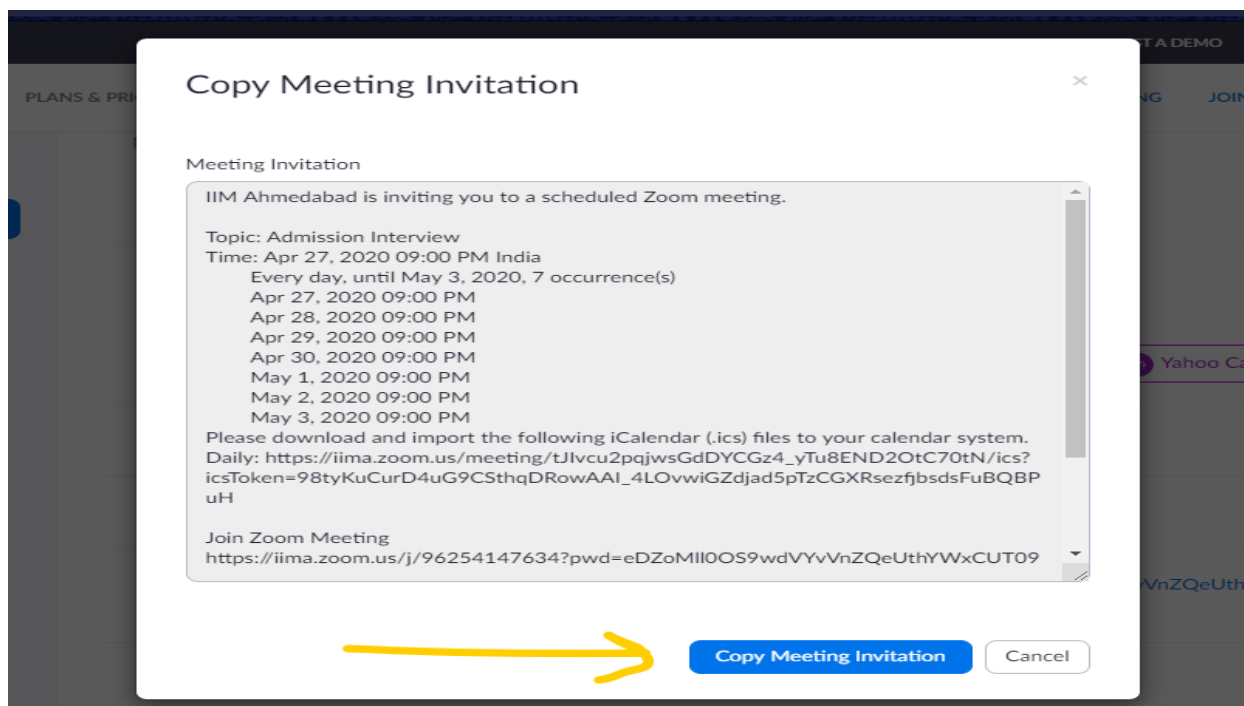 T A DEMO
PLANS & PRI
NG
JOIN
Copy Meeting Invitation
×
Meeting Invitation
IIM Ahmedabad is inviting you to a scheduled Zoom meeting.
Topic: Admission Interview
Time: Apr 27, 2020 09:00 PM India
Every day, until May 3, 2020, 7 occurrence(s)
Apr 27, 2020 09:00 PM
Apr 28, 2020 09:00 PM
Apr 29, 2020 09:00 PM
Apr 30, 2020 09:00 PM
May 1, 2020 09:00 PM
May 2, 2020 09:00 PM
May 3, 2020 09:00 PM
Please download and import the following iCalendar (.ics) files to your calendar system.
Daily: https://iima.zoom.us/meeting/tJIvcu2pqjwsGdDYCGz4_yTu8END2OtC70tN/ics?
icsToken=98tyKuCurD4uG9CSthqDRowAAI_4LOvwiGZdjad5pTzCGXRsezfjbsdsFuBQBP
uH
Join Zoom Meeting
https://iima.zoom.us/j/96254147634?pwd=eDZoMll0OS9wdVYvVnZQeUthYWxCUT09
Yahoo Ca
VnZQeUth
Copy Meeting Invitation
Cancel